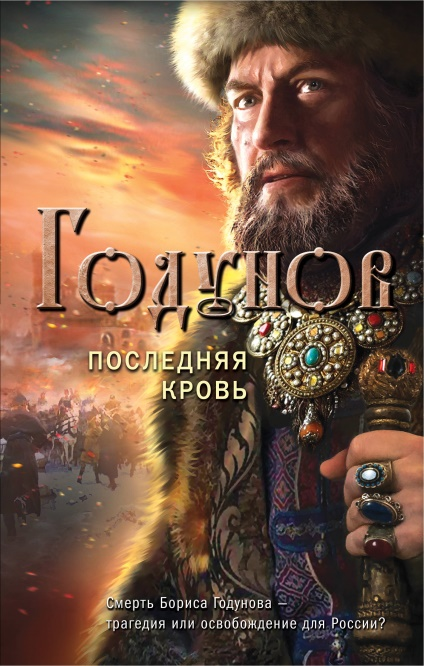 Годунов
ПОСЛЕДНЯЯ
КРОВЬ
Смерть Бориса Годунова –
трагедия или освобождение для России?